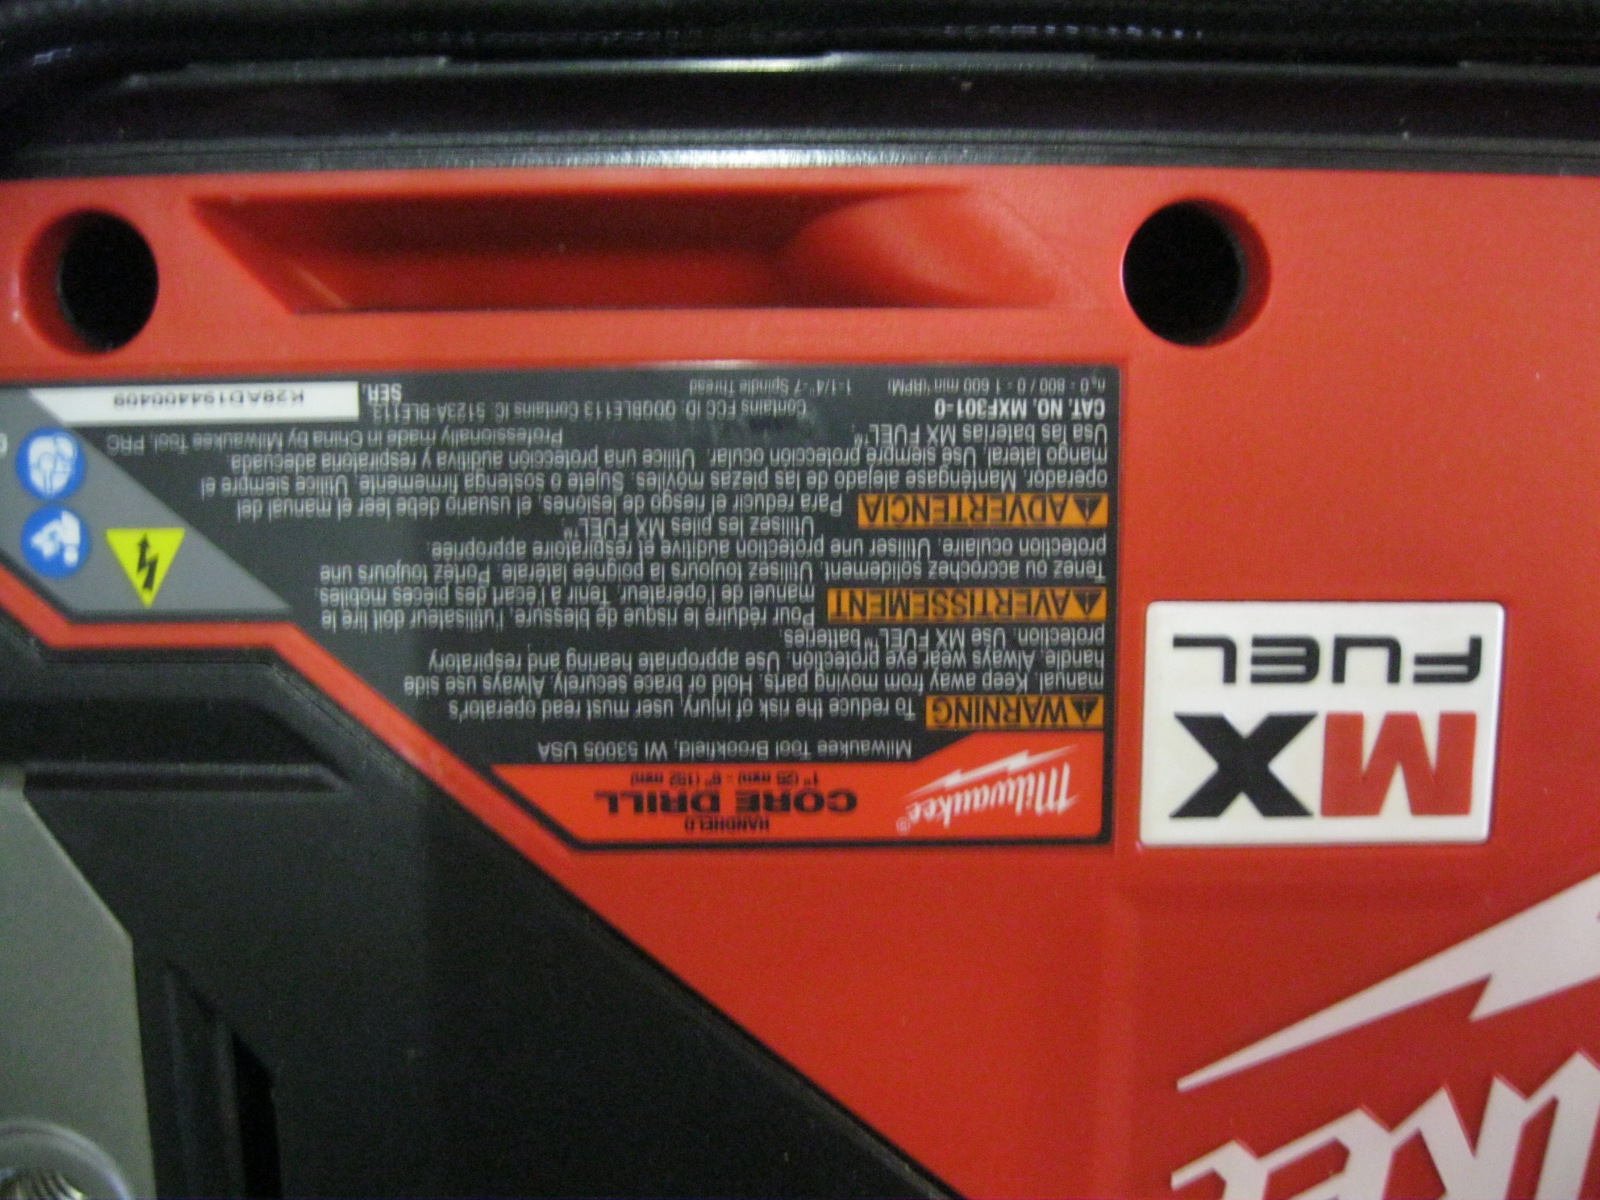 Milwaukee®
HANDHELD
CORE DRILL
1" (25 mm) - 6" (152 mm)
Milwaukee Tool Brookfield, WI 53005 USA
WARNING To reduce the risk of injury, user must read operator's
manual. Keep away from moving parts. Hold or brace securely. Always use side
handle. Always wear eye protection. Use appropriate hearing and respiratory
protection. Use MX FUEL™ batteries.
AVERTISSEMENT Pour réduire le risque de blessure, l'utilisateur doit lire le
manuel de l'opérateur. Tenir à l'écart des pièces mobiles.
Tenez ou accrochez solidement. Utilisez toujours la poignée latérale. Portez toujours une
protection oculaire. Utiliser une protection auditive et respiratoire appropriée.
Utilisez les piles MX FUEL™.
ADVERTENCIA Para reducir el riesgo de lesiones, el usuario debe leer el manual del
operador. Manténgase alejado de las piezas móviles. Sujete o sostenga firmemente. Utilice siempre el
mango lateral. Use siempre protección ocular. Utilice una protección auditiva y respiratoria adecuada.
Usa las baterías MX FUEL™.
Professionally made in China by Milwaukee Tool, PRC
CAT. NO. MXF301-0
Contains FCC ID: QOQBLE113 Contains IC: 5123A-BLE113
n₀0 = 800 / 0 - 1 600 min⁻¹(RPM)
1-1/4"-7 Spindle Thread
SER.
K28AD194400409
MX
FUEL